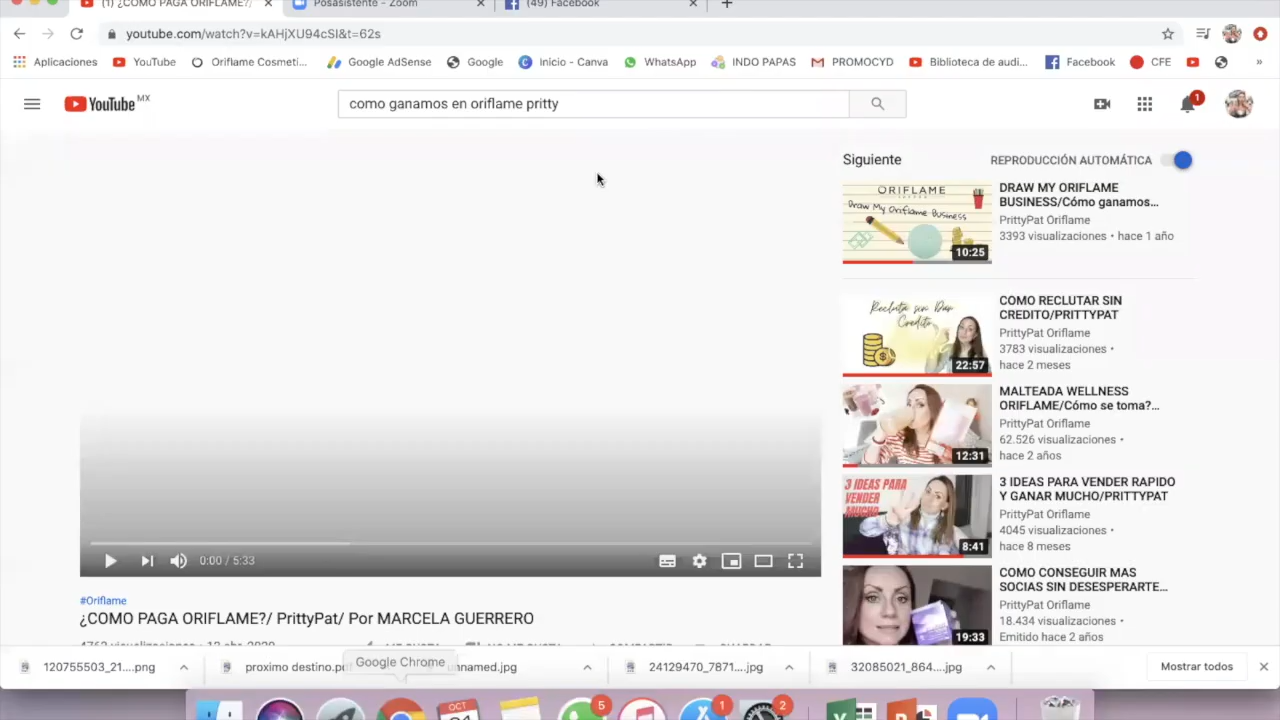 (1) ¿COMO PAGA ORIFLAME?/
Posasistente - Zoom
(49) Facebook
youtube.com/watch?v=kAHjXU94cSI&t=62s
Aplicaciones
YouTube
Oriflame Cosmeti...
Google AdSense
Google
Inicio - Canva
WhatsApp
INDO PAPAS
PROMOCYD
Biblioteca de audi...
Facebook
CFE
»
YouTube MX
como ganamos en oriflame pritty
1
Siguiente
REPRODUCCIÓN AUTOMÁTICA
ORIFLAME
Draw My Oriflame Business
10:25
DRAW MY ORIFLAME
BUSINESS/Cómo ganamos...
PrittyPat Oriflame
3393 visualizaciones • hace 1 año
Recluta sin Dar
Credito
22:57
COMO RECLUTAR SIN
CREDITO/PRITTYPAT
PrittyPat Oriflame
3783 visualizaciones •
hace 2 meses
12:31
MALTEADA WELLNESS
ORIFLAME/Cómo se toma?...
PrittyPat Oriflame
62.526 visualizaciones •
hace 2 años
3 IDEAS PARA
VENDER
MUCHO
8:41
3 IDEAS PARA VENDER RAPIDO
Y GANAR MUCHO/PRITTYPAT
PrittyPat Oriflame
4045 visualizaciones •
hace 8 meses
19:33
COMO CONSEGUIR MAS
SOCIAS SIN DESESPERARTE...
PrittyPat Oriflame
18.434 visualizaciones •
Emitido hace 2 años
0:00 / 5:33
#Oriflame
¿COMO PAGA ORIFLAME?/ PrittyPat/ Por MARCELA GUERRERO
120755503_21....png
proximo destino.pd
Google Chrome
unnamed.jpg
24129470_7871....jpg
32085021_864....jpg
Mostrar todos
OCT
5
1
2